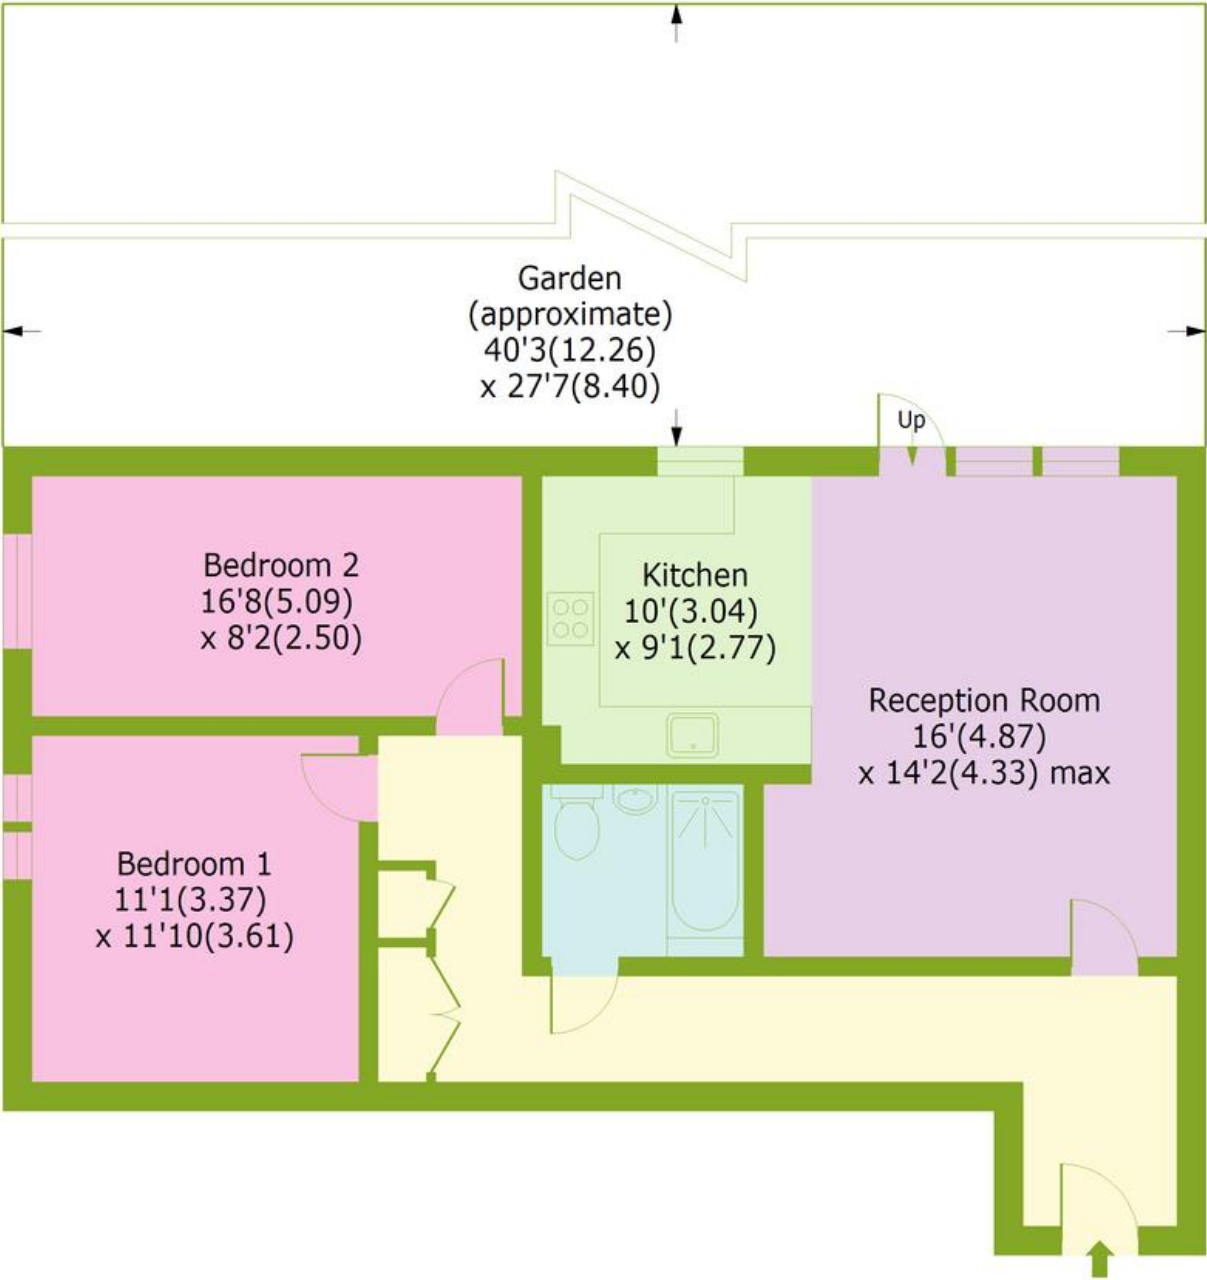 Garden
(approximate)
40'3(12.26)
x 27'7(8.40)
Up
Bedroom 2
16'8(5.09)
x 8'2(2.50)
Kitchen
10'(3.04)
x 9'1(2.77)
Reception Room
16'(4.87)
x 14'2(4.33) max
Bedroom 1
11'1(3.37)
x 11'10(3.61)